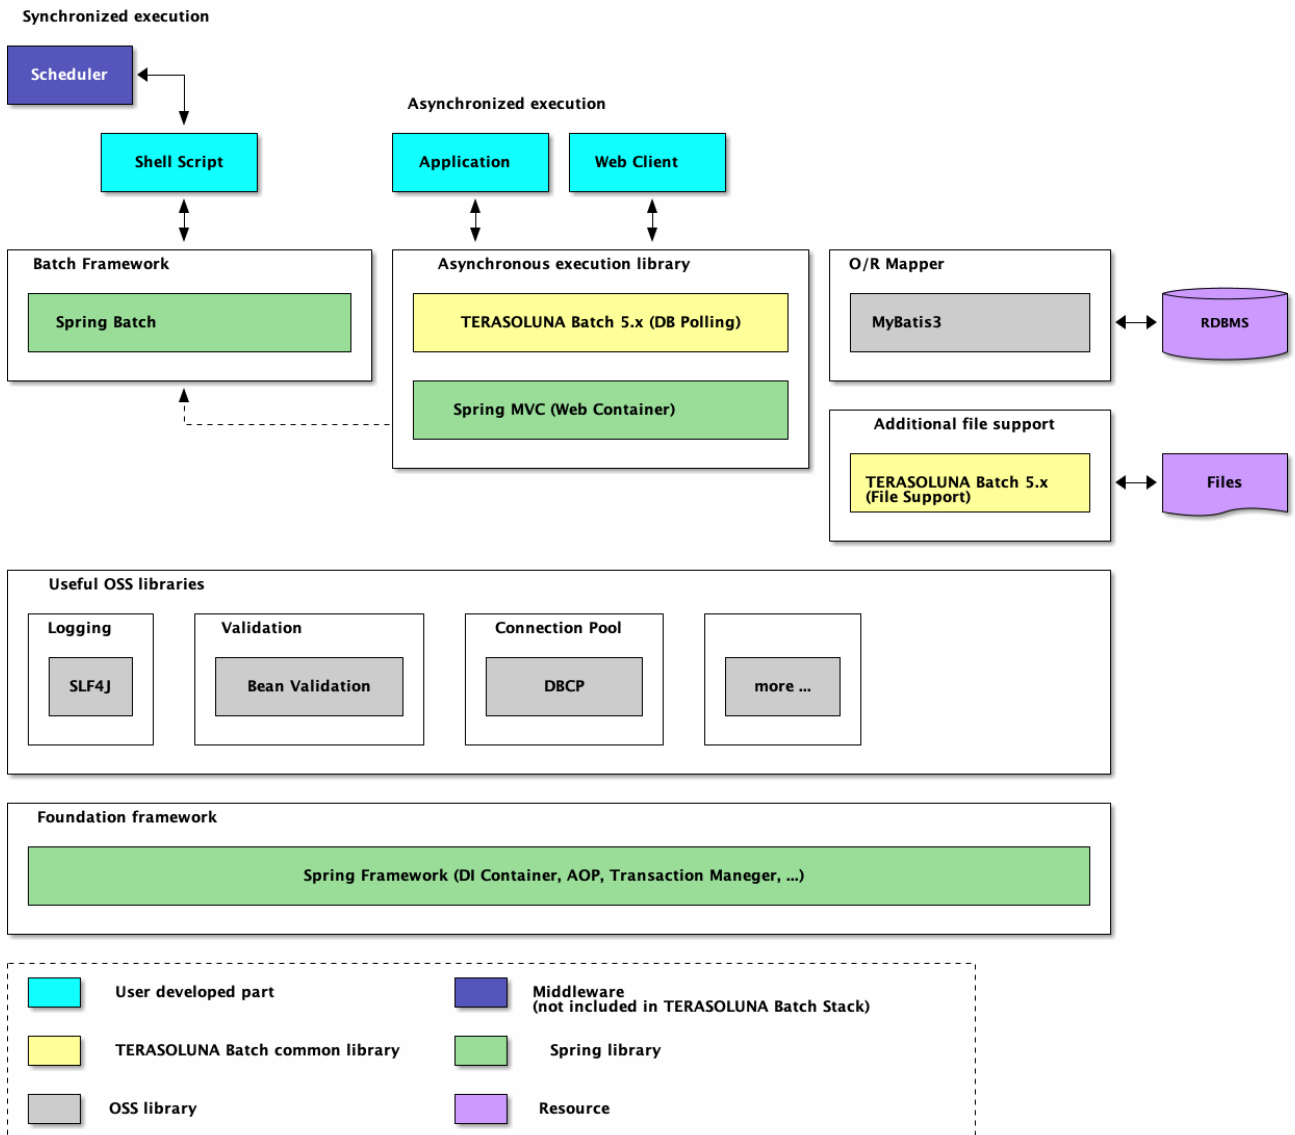 Synchronized execution
Scheduler
Asynchronized execution
Shell Script
Application
Web Client
Batch Framework
Spring Batch
Asynchronous execution library
TERASOLUNA Batch 5.x (DB Polling)
Spring MVC (Web Container)
O/R Mapper
MyBatis3
RDBMS
Additional file support
TERASOLUNA Batch 5.x
(File Support)
Files
Useful OSS libraries
Logging
SLF4J
Validation
Bean Validation
Connection Pool
DBCP
more ...
Foundation framework
Spring Framework (DI Container, AOP, Transaction Maneger, ...)
User developed part
Middleware
(not included in TERASOLUNA Batch Stack)
TERASOLUNA Batch common library
Spring library
OSS library
Resource